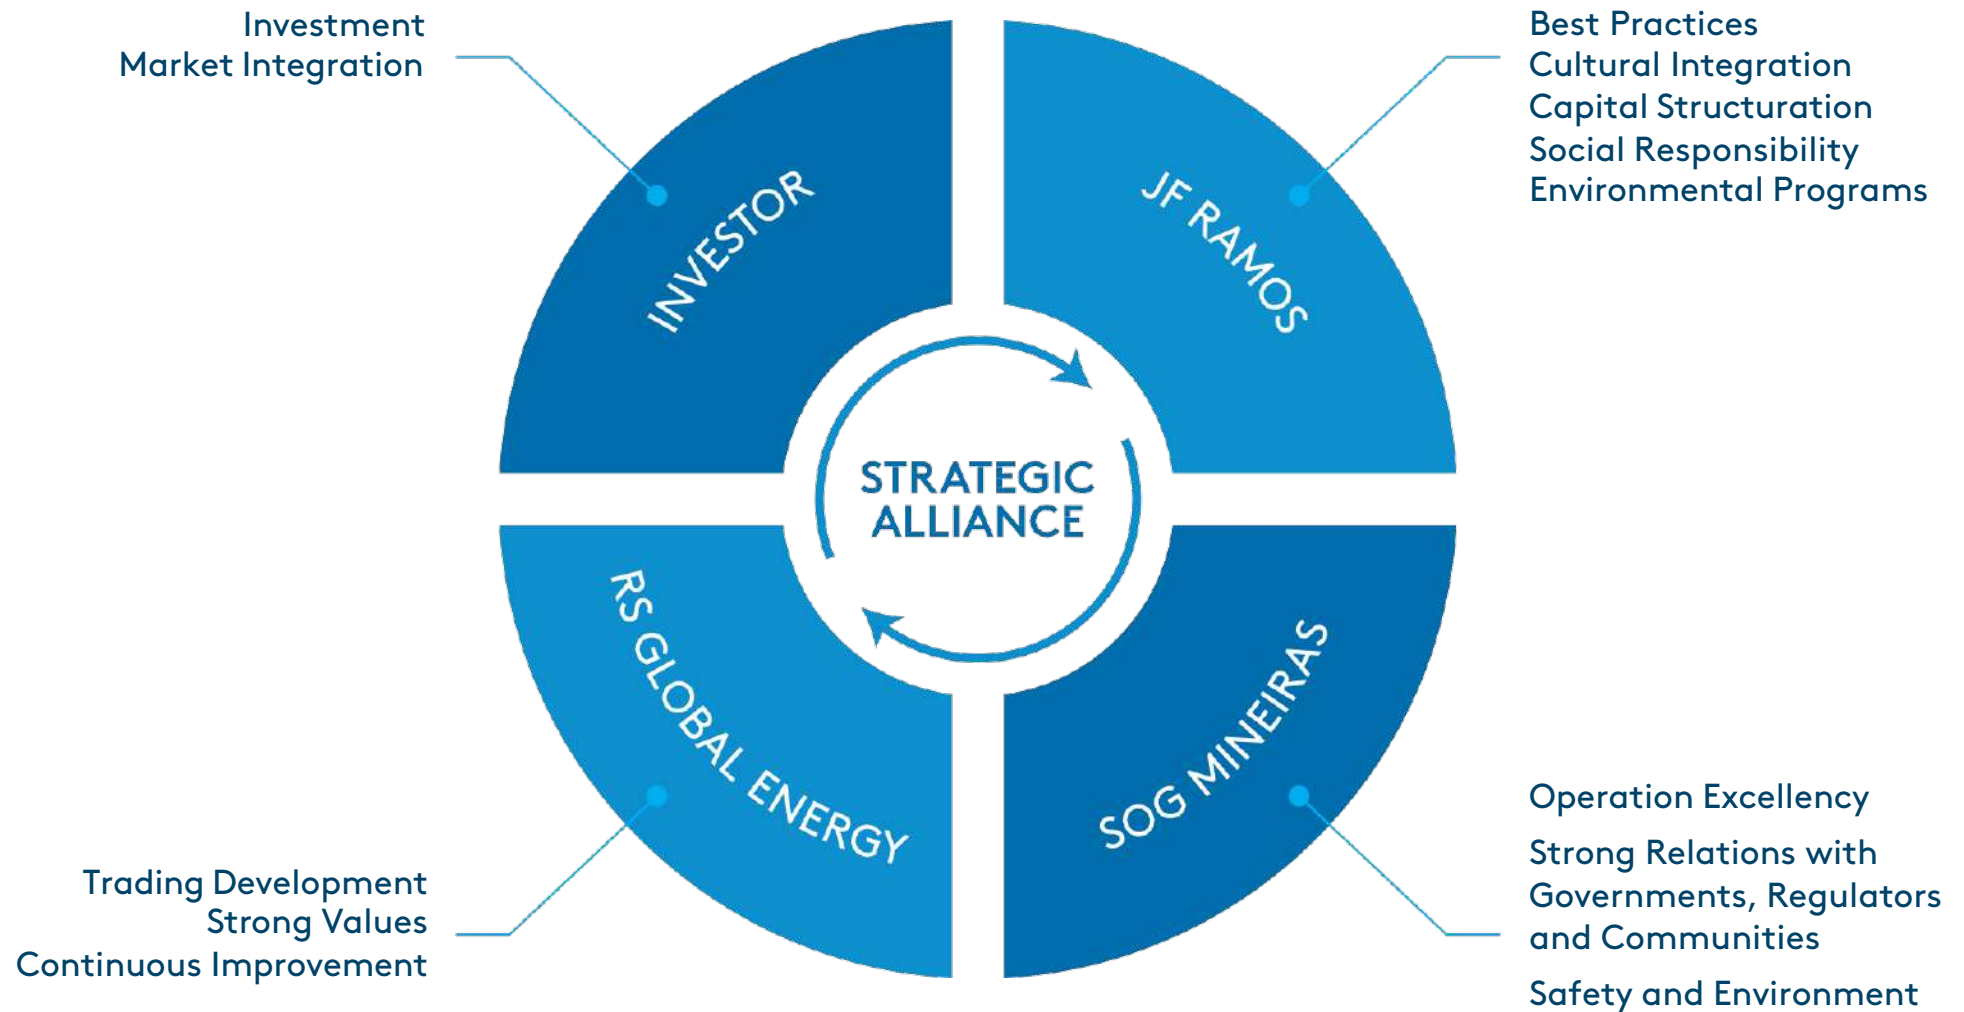 Investment
Market Integration
Best Practices
Cultural Integration
Capital Structuration
Social Responsibility
Environmental Programs
INVESTOR
JF RAMOS
STRATEGIC
ALLIANCE
RS GLOBAL ENERGY
SOG MINEIRAS
Trading Development
Strong Values
Continuous Improvement
Operation Excellency
Strong Relations with
Governments, Regulators
and Communities
Safety and Environment